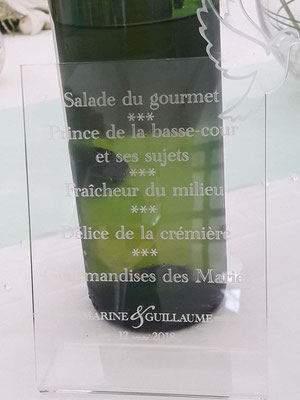 Salade du gourmet
***
Prince de la basse-cour
et ses sujets
***
Fraîcheur du milieu
***
Délice de la crémière
***
Gourmandises des Mariés
MARINE & GUILLAUME